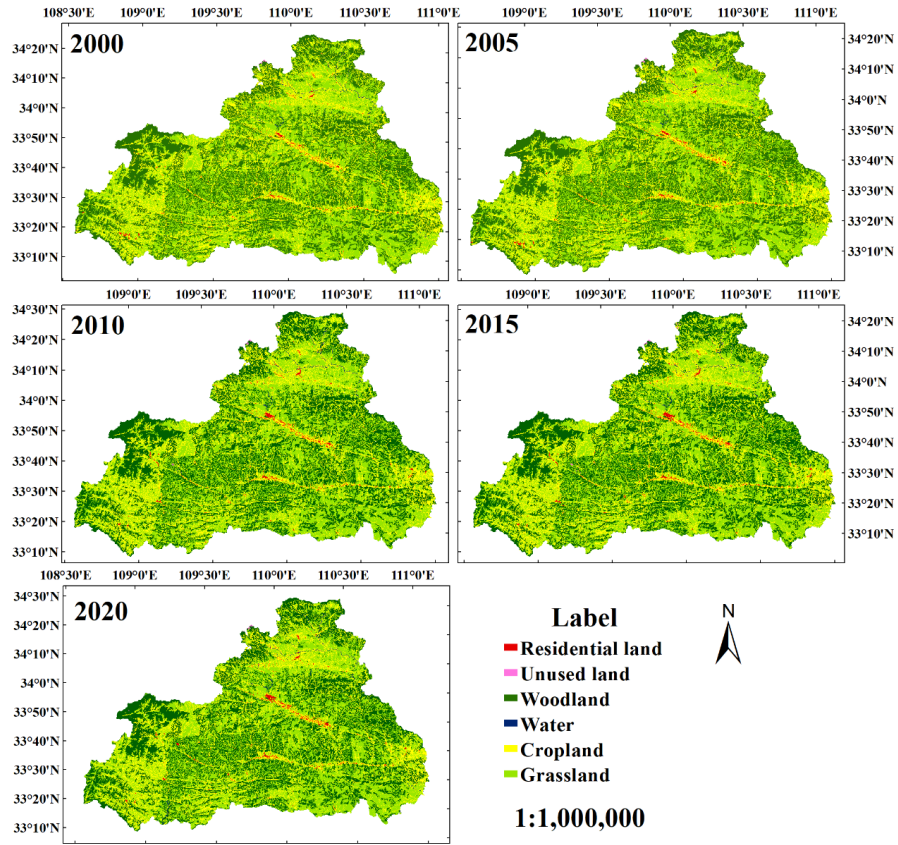 108°30'E 109°0'E 109°30'E 110°0'E 110°30'E 111°0'E
109°0'E 109°30'E 110°0'E 110°30'E 111°0'E
2000
34°20'N
34°10'N
34°0'N
33°50'N
33°40'N
33°30'N
33°20'N
33°10'N
2005
34°20'N
34°10'N
34°0'N
33°50'N
33°40'N
33°30'N
33°20'N
33°10'N
109°0'E 109°30'E 110°0'E 110°30'E 111°0'E
109°0'E 109°30'E 110°0'E 110°30'E 111°0'E
2010
34°30'N
34°20'N
34°10'N
34°0'N
33°50'N
33°40'N
33°30'N
33°20'N
33°10'N
2015
34°20'N
34°10'N
34°0'N
33°50'N
33°40'N
33°30'N
33°20'N
33°10'N
108°30'E 109°0'E 109°30'E 110°0'E 110°30'E 111°0'E
2020
34°30'N
34°20'N
34°10'N
34°0'N
33°50'N
33°40'N
33°30'N
33°20'N
33°10'N
Label
Residential land
Unused land
Woodland
Water
Cropland
Grassland
1:1,000,000
N